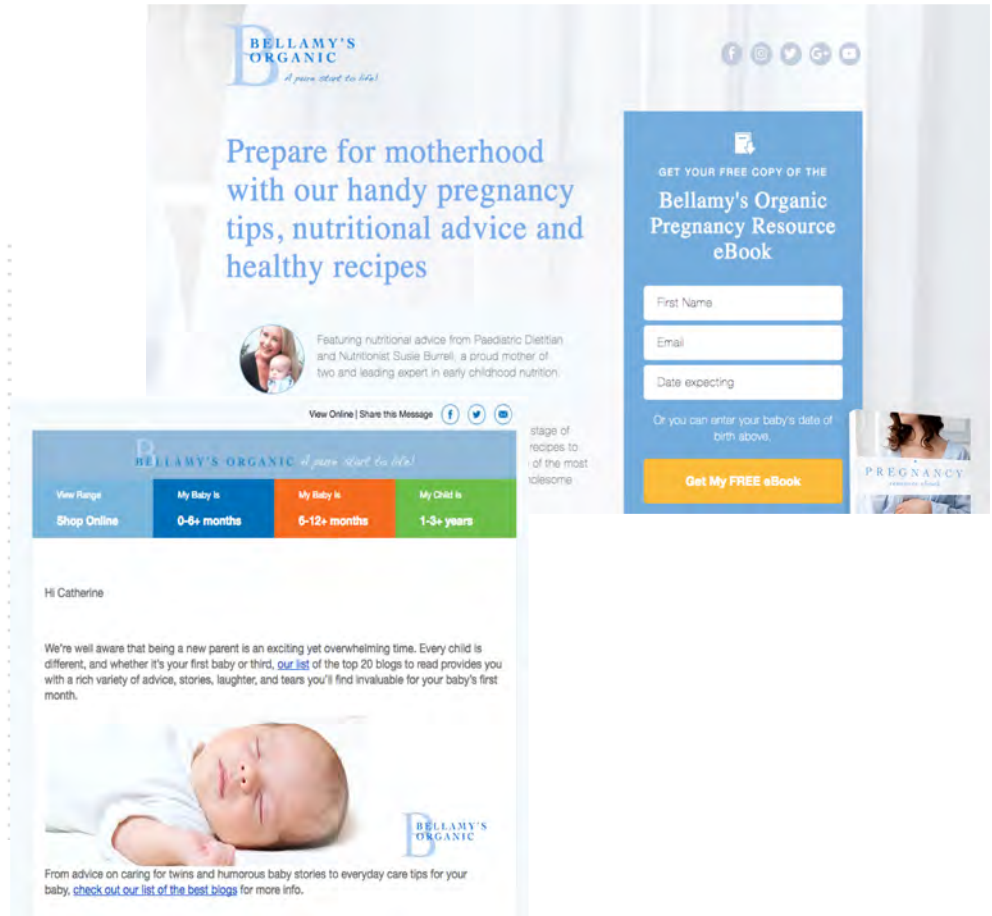 BELLAMY'S
ORGANIC
A pure start to life!
Prepare for motherhood
with our handy pregnancy
tips, nutritional advice and
healthy recipes
Featuring nutritional advice from Paediatric Dietitian
and Nutritionist Susie Burrell, a proud mother of
two and leading expert in early childhood nutrition.
stage of
recipes to
of the most
GET YOUR FREE COPY OF THE
Bellamy's Organic
Pregnancy Resource
eBook
First Name
Email
Date expecting
Or you can enter your baby's date of
birth above.
Get My FREE eBook
PREGNANCY
resource ebook
View Online | Share this Message
BELLAMY'S ORGANIC A pure start to life!
View Range
Shop Online
My Baby is
0-6+ months
My Baby is
6-12+ months
My Child is
1-3+ years
Hi Catherine
We're well aware that being a new parent is an exciting yet overwhelming time. Every child is
different, and whether it's your first baby or third, our list of the top 20 blogs to read provides you
with a rich variety of advice, stories, laughter, and tears you'll find invaluable for your baby's first
month.
BELLAMY'S
ORGANIC
From advice on caring for twins and humorous baby stories to everyday care tips for your
baby, check out our list of the best blogs for more info.